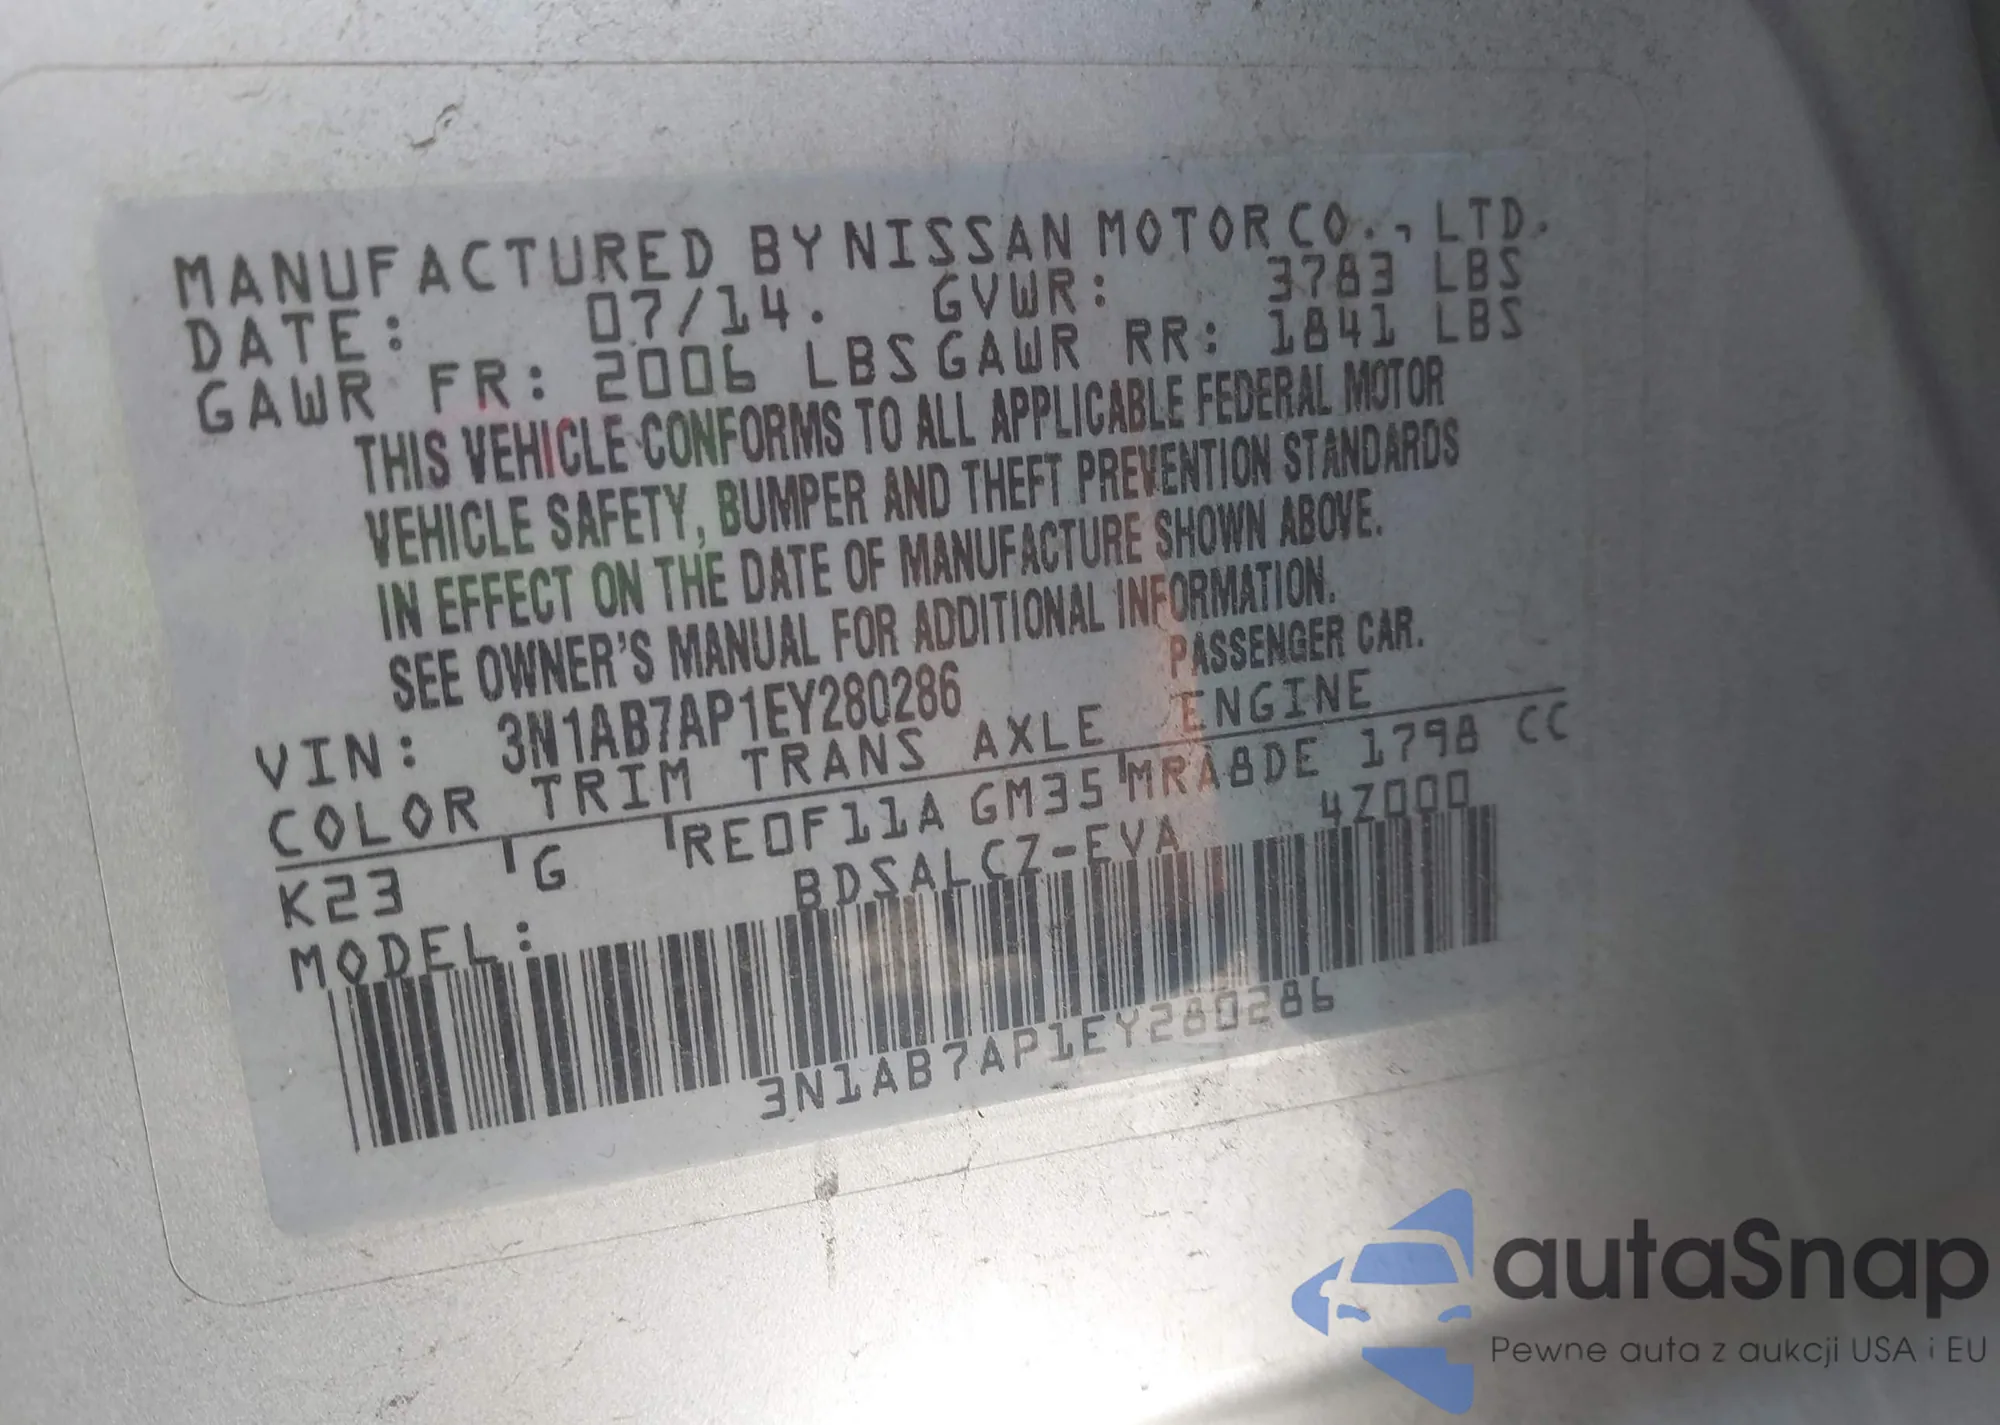 MANUFACTURED BY NISSAN MOTOR CO., LTD.
DATE: 07/14. GVWR: 3783 LBS
GAWR FR: 2006 LBS GAWR RR: 1841 LBS
THIS VEHICLE CONFORMS TO ALL APPLICABLE FEDERAL MOTOR
VEHICLE SAFETY, BUMPER AND THEFT PREVENTION STANDARDS
IN EFFECT ON THE DATE OF MANUFACTURE SHOWN ABOVE.
SEE OWNER'S MANUAL FOR ADDITIONAL INFORMATION.
VIN: 3N1AB7AP1EY280286 PASSENGER CAR.
COLOR TRIM TRANS AXLE ENGINE
K23 G RE0F11A GM35 MRA8DE 1798 CC
MODEL: BDSALCZ-EVA 4Z000
3N1AB7AP1EY280286
autaSnap
Pewne auta z aukcji USA i EU